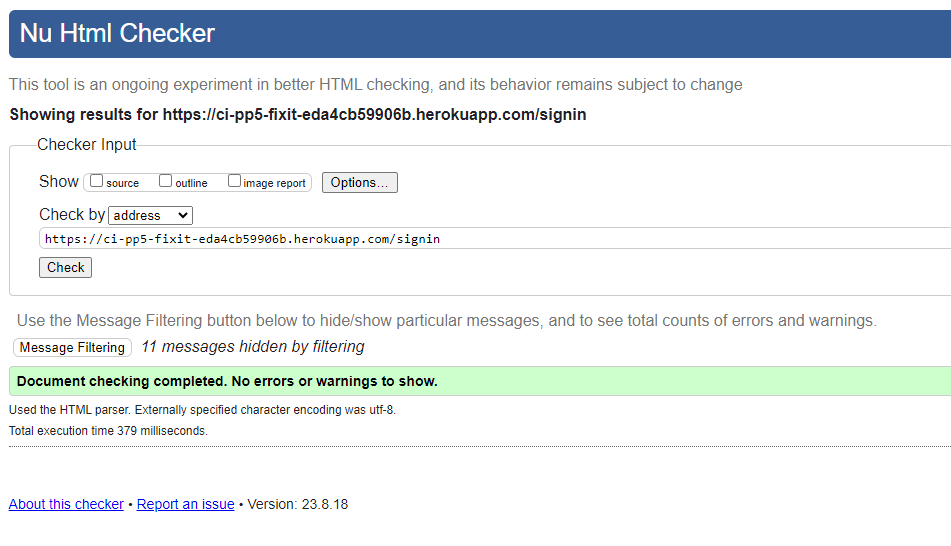 Nu Html Checker
This tool is an ongoing experiment in better HTML checking, and its behavior remains subject to change
Showing results for https://ci-pp5-fixit-eda4cb59906b.herokuapp.com/signin
Checker Input
Show source outline image report Options...
Check by address
https://ci-pp5-fixit-eda4cb59906b.herokuapp.com/signin
Check
Use the Message Filtering button below to hide/show particular messages, and to see total counts of errors and warnings.
Message Filtering 11 messages hidden by filtering
Document checking completed. No errors or warnings to show.
Used the HTML parser. Externally specified character encoding was utf-8.
Total execution time 379 milliseconds.
About this checker • Report an issue • Version: 23.8.18